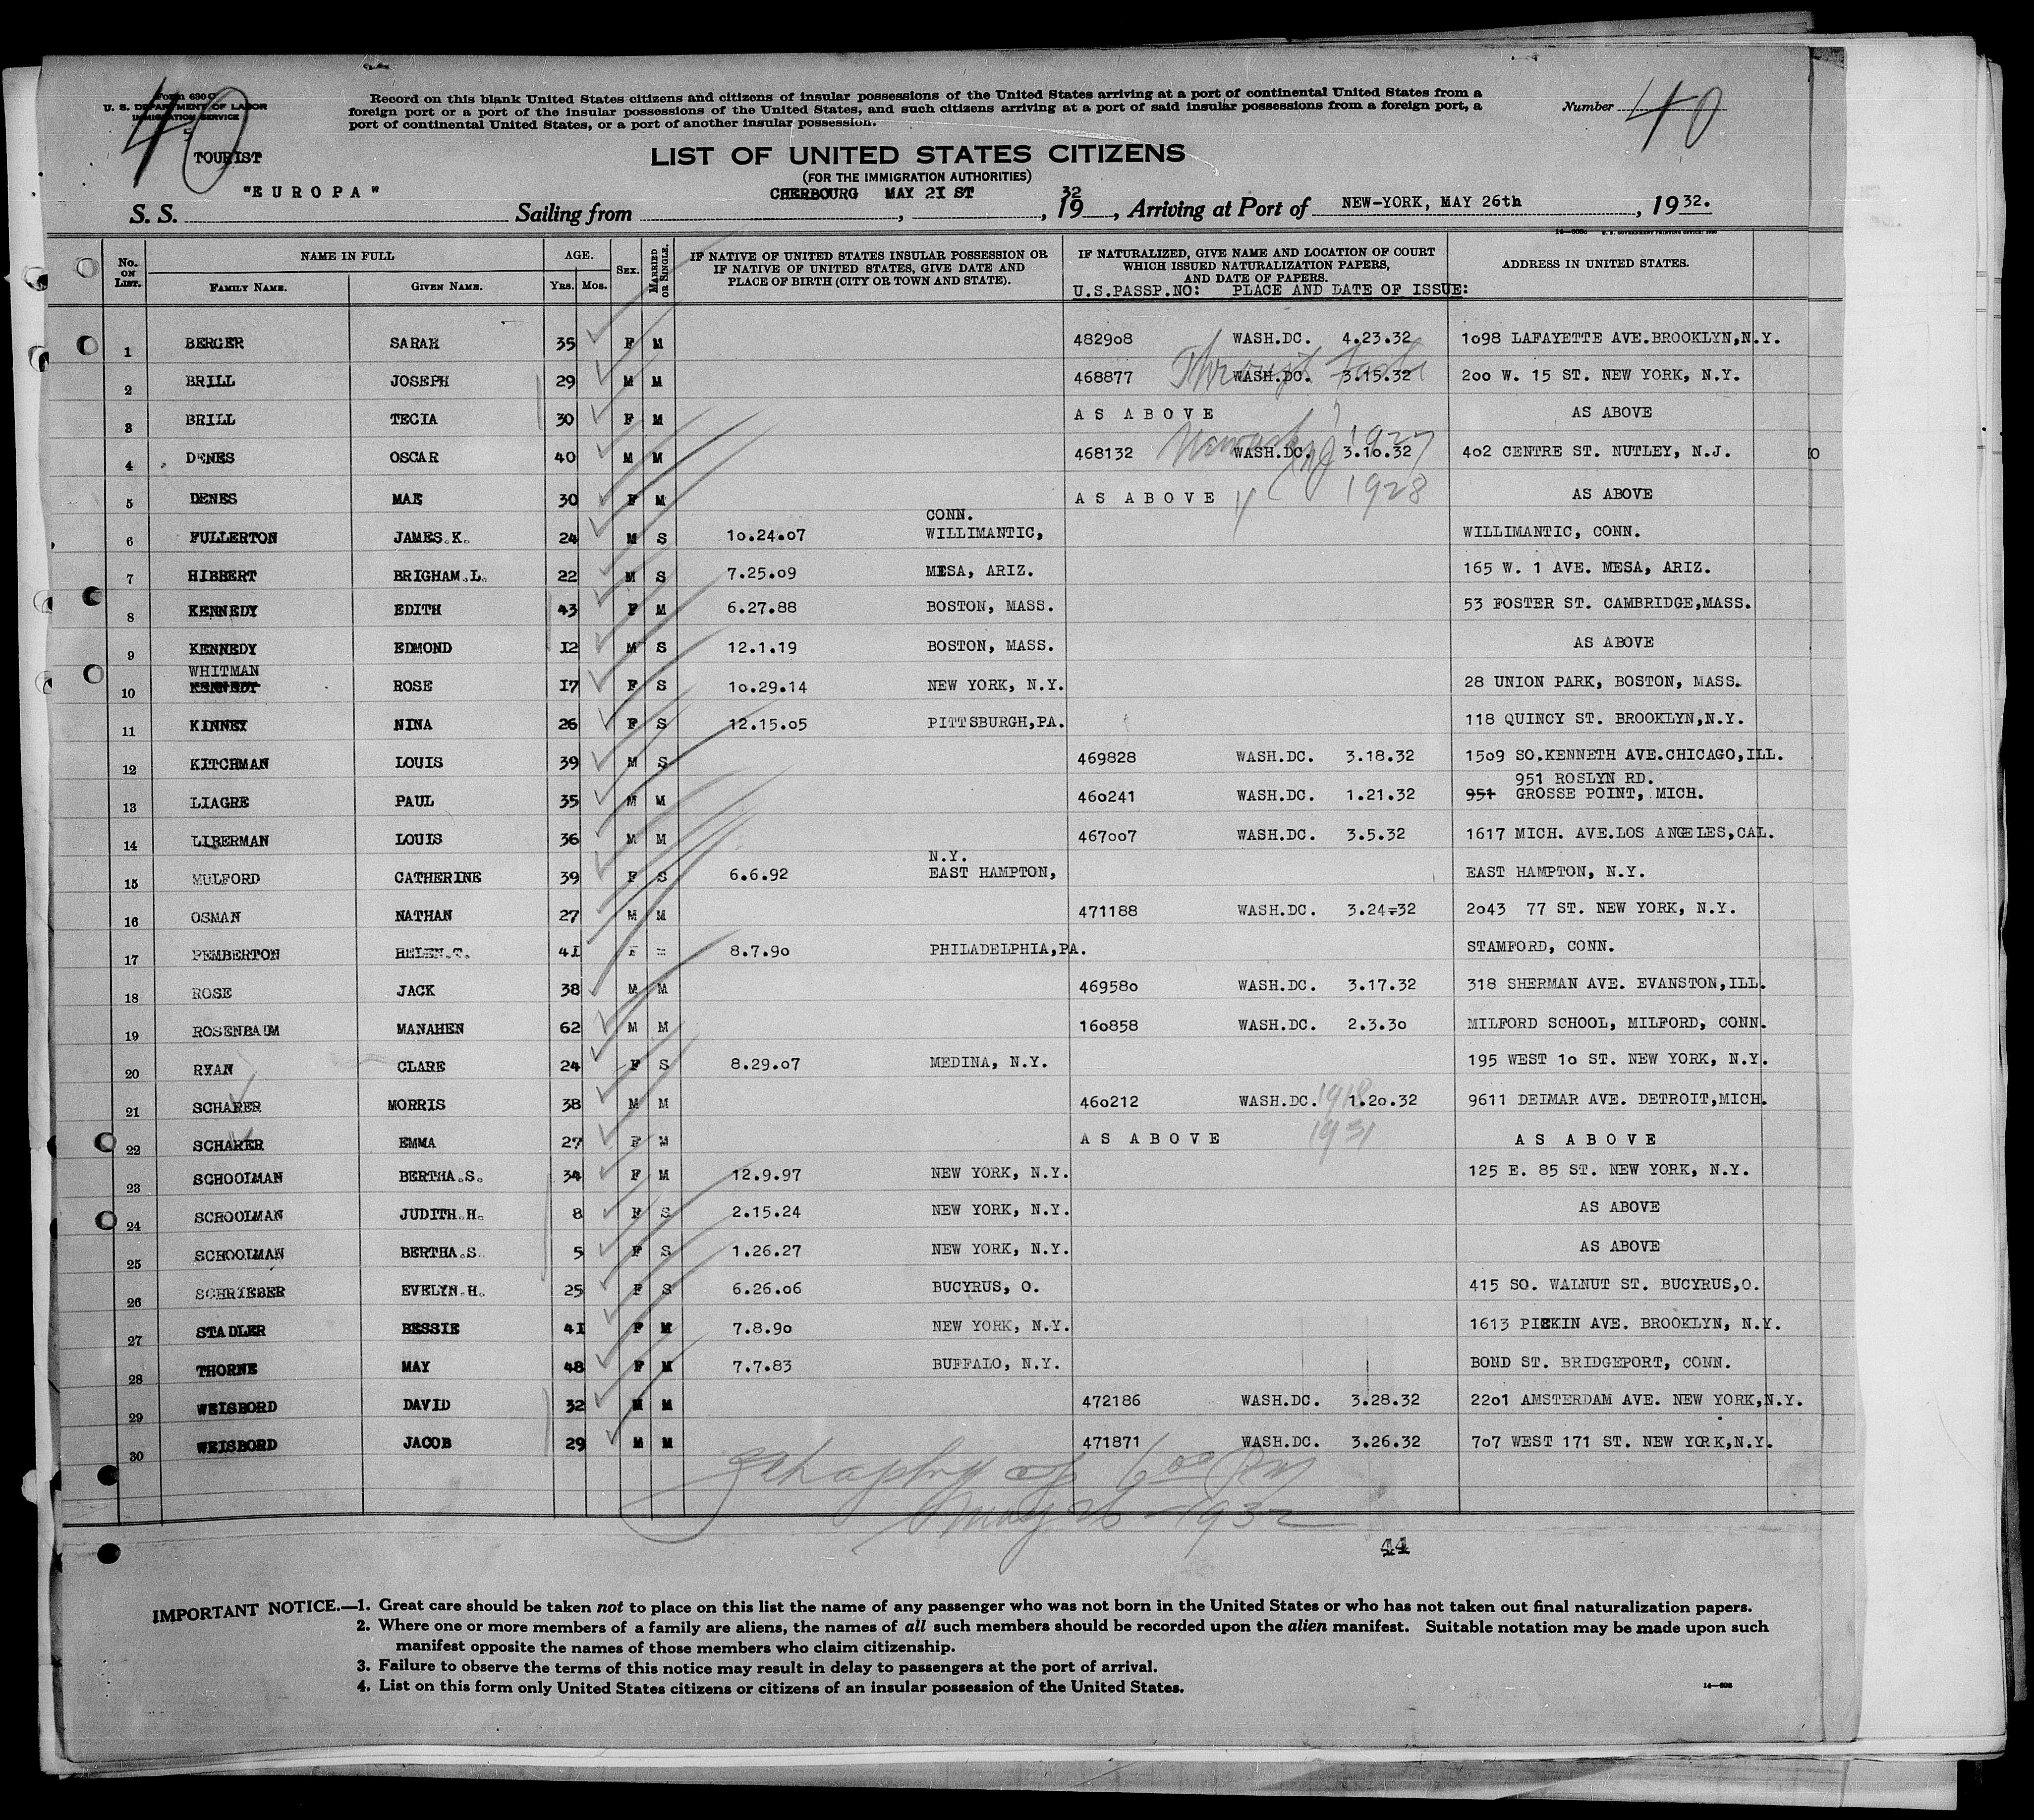 40
Form 630-C
U. S. DEPARTMENT OF LABOR
IMMIGRATION SERVICE
Record on this blank United States citizens and citizens of insular possessions of the United States arriving at a port of continental United States from a
foreign port or a port of the insular possessions of the United States, and such citizens arriving at a port of said insular possessions from a foreign port, a
port of continental United States, or a port of another insular possession.
Number 40
TOURIST
LIST OF UNITED STATES CITIZENS
(FOR THE IMMIGRATION AUTHORITIES)
S. S. "EUROPA" Sailing from CHERBOURG MAY 2I ST, 1932, Arriving at Port of NEW-YORK, MAY 26th, 1932.
No. ON LIST. NAME IN FULL FAMILY NAME. GIVEN NAME. AGE. YRS. MOS. SEX. MARRIED OR SINGLE. IF NATIVE OF UNITED STATES INSULAR POSSESSION OR IF NATIVE OF UNITED STATES, GIVE DATE AND PLACE OF BIRTH (CITY OR TOWN AND STATE). IF NATURALIZED, GIVE NAME AND LOCATION OF COURT WHICH ISSUED NATURALIZATION PAPERS, AND DATE OF PAPERS. ADDRESS IN UNITED STATES.
U.S.PASSP.NO: PLACE AND DATE OF ISSUE:
1 BERGER SARAH 35 F M 482908 WASH.DC. 4.23.32 1098 LAFAYETTE AVE.BROOKLYN,N.Y.
2 BRILL JOSEPH 29 M M 468877 WASH.DC. 3.15.32 200 W. 15 ST. NEW YORK, N.Y.
3 BRILL TECIA 30 F M AS ABOVE AS ABOVE
4 DENES OSCAR 40 M M 468132 WASH.DC. 3.10.32 1927 402 CENTRE ST. NUTLEY, N.J.
5 DENES MAE 30 F M AS ABOVE 1928 AS ABOVE
6 FULLERTON JAMES.K. 24 M S 10.24.07 CONN. WILLIMANTIC, WILLIMANTIC, CONN.
7 HIBBERT BRIGHAM.L. 22 M S 7.25.09 MESA, ARIZ. 165 W. 1 AVE. MESA, ARIZ.
8 KENNEDY EDITH 43 F M 6.27.88 BOSTON, MASS. 53 FOSTER ST. CAMBRIDGE,MASS.
9 KENNEDY EDMOND I2 M S 12.1.19 BOSTON, MASS. AS ABOVE
WHITMAN
10 KENNEDY ROSE I7 F S 10.29.14 NEW YORK, N.Y. 28 UNION PARK, BOSTON, MASS.
11 KINNEY NINA 26 F S 12.15.05 PITTSBURGH,PA. 118 QUINCY ST. BROOKLYN,N.Y.
12 KITCHMAN LOUIS 39 M S 469828 WASH.DC. 3.18.32 1509 SO.KENNETH AVE.CHICAGO,ILL.
951 ROSLYN RD.
13 LIAGRE PAUL 35 M M 460241 WASH.DC. 1.21.32 951 GROSSE POINT, MICH.
14 LIBERMAN LOUIS 36 M M 467007 WASH.DC. 3.5.32 1617 MICH. AVE.LOS ANGELES,CAL.
15 MULFORD CATHERINE 39 F S 6.6.92 N.Y. EAST HAMPTON, EAST HAMPTON, N.Y.
16 OSMAN NATHAN 27 M M 471188 WASH.DC. 3.24-32 2043 77 ST. NEW YORK, N.Y.
17 PEMBERTON HELEN.T. 4I F 8.7.90 PHILADELPHIA,PA. STAMFORD, CONN.
18 ROSE JACK 38 M M 469580 WASH.DC. 3.17.32 318 SHERMAN AVE. EVANSTON,ILL.
19 ROSENBAUM MANAHEN 62 M M 160858 WASH.DC. 2.3.30 MILFORD SCHOOL, MILFORD, CONN.
20 RYAN CLARE 24 F S 8.29.07 MEDINA, N.Y. 195 WEST 10 ST. NEW YORK, N.Y.
21 SCHARER MORRIS 38 M M 460212 WASH.DC. 1918 1.20.32 9611 DELMAR AVE. DETROIT,MICH.
22 SCHARER EMMA 27 F M AS ABOVE 1931 AS ABOVE
23 SCHOOLMAN BERTHA.S. 34 F M 12.9.97 NEW YORK, N.Y. 125 E. 85 ST. NEW YORK, N.Y.
24 SCHOOLMAN JUDITH.H. 8 F S 2.15.24 NEW YORK, N.Y. AS ABOVE
25 SCHOOLMAN BERTHA.S. 5 F S 1.26.27 NEW YORK, N.Y. AS ABOVE
26 SCHRIEBER EVELYN.H. 25 F S 6.26.06 BUCYRUS, O. 415 SO. WALNUT ST. BUCYRUS,O.
27 STADLER BESSIE 4I F M 7.8.90 NEW YORK, N.Y. 1613 PIEKIN AVE. BROOKLYN, N.Y.
28 THORNE MAY 48 F M 7.7.83 BUFFALO, N.Y. BOND ST. BRIDGEPORT, CONN.
29 WEISBORD DAVID 32 M M 472186 WASH.DC. 3.28.32 2201 AMSTERDAM AVE. NEW YORK,N.Y.
30 WEISBORD JACOB 29 M M 471871 WASH.DC. 3.26.32 707 WEST 171 ST. NEW YORK,N.Y.
May 26 1932
44
IMPORTANT NOTICE.—1. Great care should be taken not to place on this list the name of any passenger who was not born in the United States or who has not taken out final naturalization papers.
2. Where one or more members of a family are aliens, the names of all such members should be recorded upon the alien manifest. Suitable notation may be made upon such
manifest opposite the names of those members who claim citizenship.
3. Failure to observe the terms of this notice may result in delay to passengers at the port of arrival.
4. List on this form only United States citizens or citizens of an insular possession of the United States.